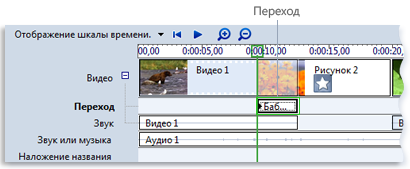 Переход
Отображение шкалы времени.
00,00 0:00:05,00 0:00:10,00 0:00:15,00 0:00:20
Видео Видео 1 Рисунок 2
Переход Баб...
Звук Видео 1
Звук или музыка Аудио 1
Наложение названия